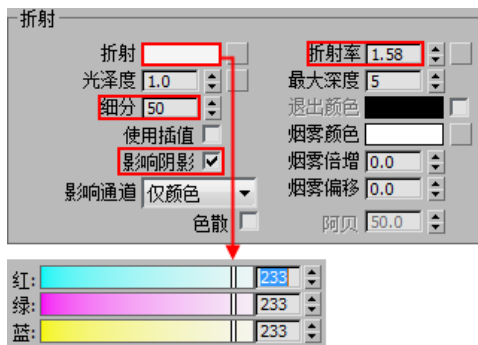 折射
折射 折射率 1.58
光泽度 1.0 最大深度 5
细分 50 退出颜色
使用插值 烟雾颜色
影响阴影 烟雾倍增 0.0
影响通道 仅颜色 烟雾偏移 0.0
色散 阿贝 50.0
红: 233
绿: 233
蓝: 233